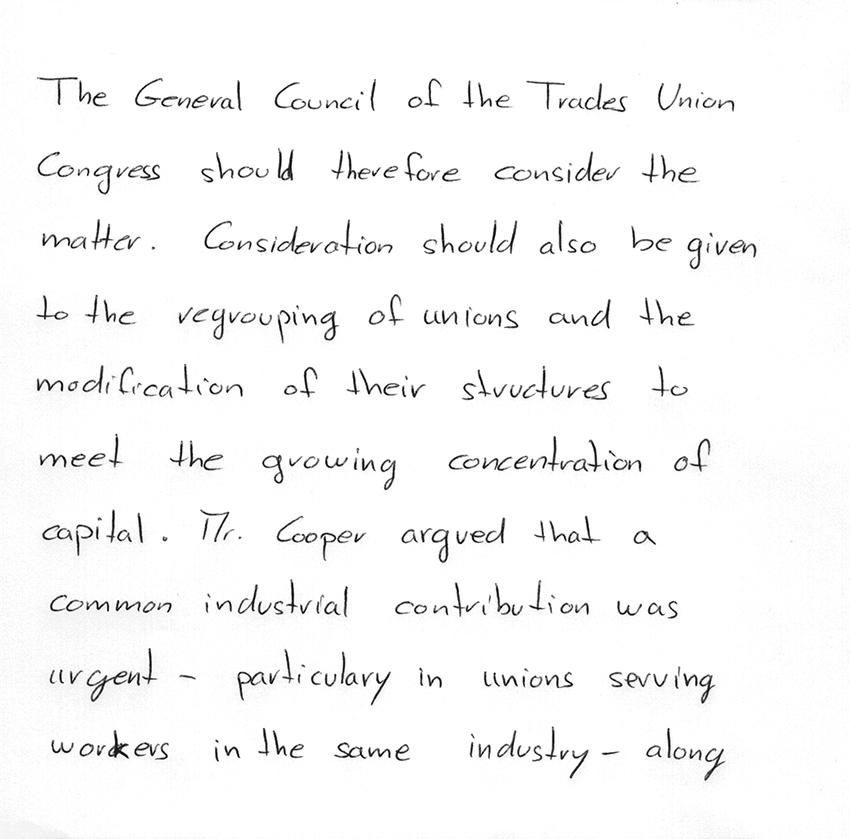 The General Council of the Trades Union
Congress should therefore consider the
matter. Consideration should also be given
to the regrouping of unions and the
modification of their structures to
meet the growing concentration of
capital. Mr. Cooper argued that a
common industrial contribution was
urgent - particulary in unions serving
workers in the same industry - along